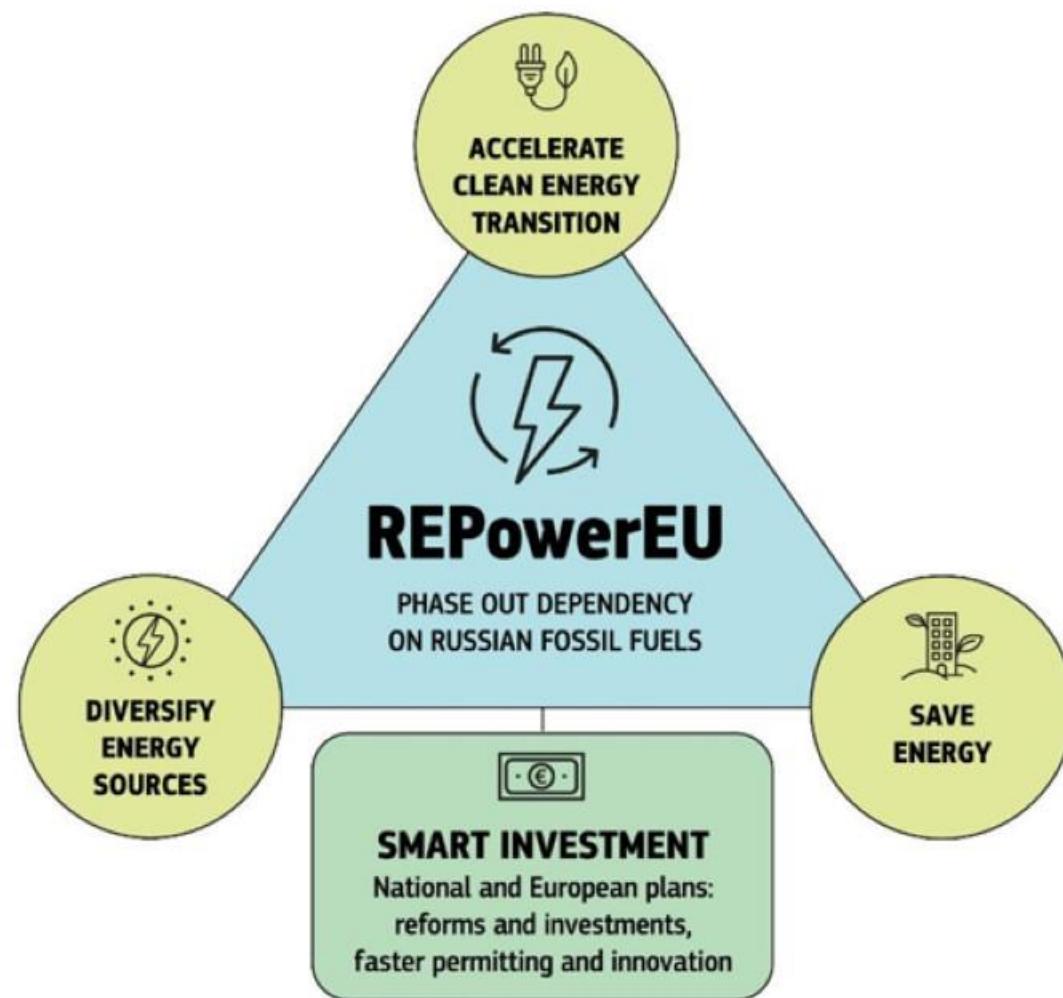 ACCELERATE
CLEAN ENERGY
TRANSITION
REPowerEU
PHASE OUT DEPENDENCY
ON RUSSIAN FOSSIL FUELS
DIVERSIFY
ENERGY
SOURCES
SAVE
ENERGY
€
SMART INVESTMENT
National and European plans:
reforms and investments,
faster permitting and innovation